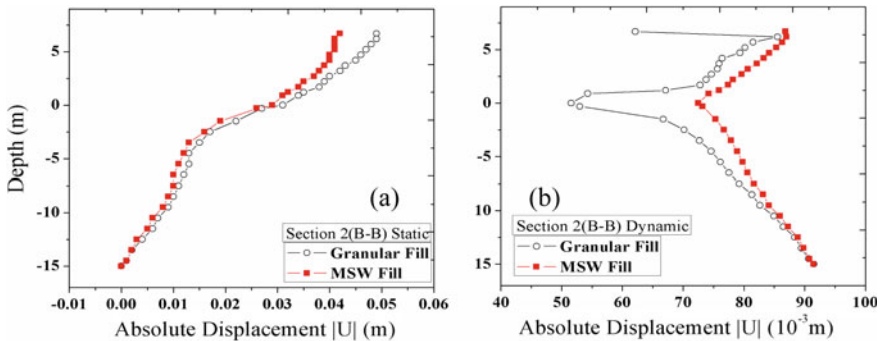 Depth (m)
5
0
-5
-10
-15
(a)
Section 2(B-B) Static
Granular Fill
MSW Fill
-0.01 0.00 0.01 0.02 0.03 0.04 0.05 0.06
Absolute Displacement |U| (m)
5
0
5
10
15
(b)
Section 2(B-B) Dynamic
Granular Fill
MSW Fill
40 50 60 70 80 90 100
Absolute Displacement |U| (10⁻³m)